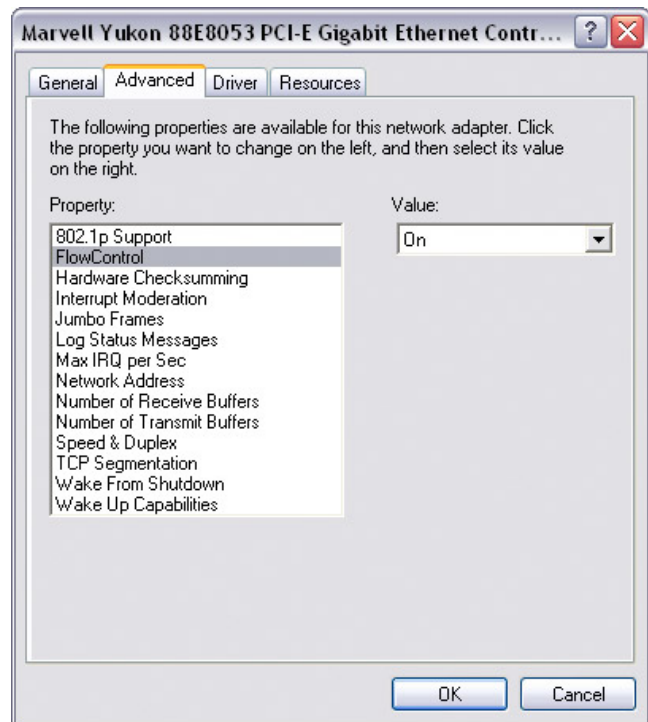 Marvell Yukon 88E8053 PCI-E Gigabit Ethernet Contr...
General Advanced Driver Resources
The following properties are available for this network adapter. Click
the property you want to change on the left, and then select its value
on the right.
Property:
Value:
802.1p Support
FlowControl
Hardware Checksumming
Interrupt Moderation
Jumbo Frames
Log Status Messages
Max IRQ per Sec
Network Address
Number of Receive Buffers
Number of Transmit Buffers
Speed & Duplex
TCP Segmentation
Wake From Shutdown
Wake Up Capabilities
On
OK Cancel